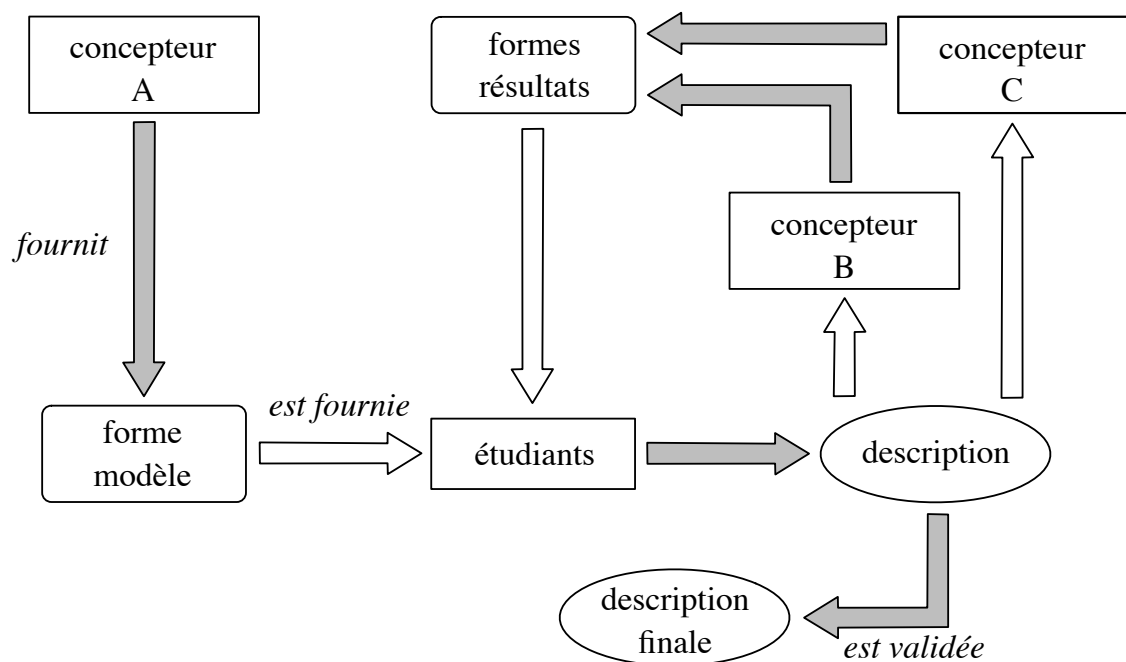 concepteur
A
formes
résultats
concepteur
C
concepteur
B
fournit
est fournie
forme
modèle
étudiants
description
description
finale
est validée